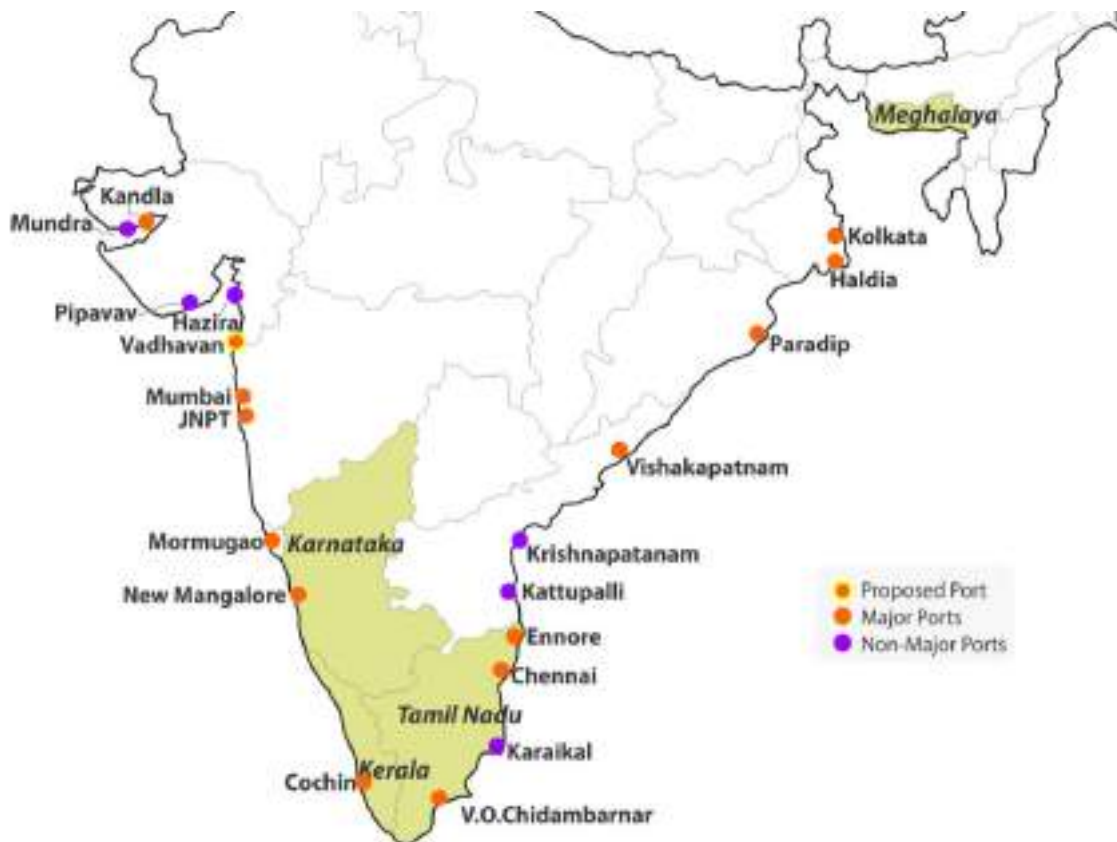 Meghalaya
Kandla
Mundra
Kolkata
Haldia
Pipavav
Hazira
Vadhavan
Paradip
Mumbai
JNPT
Vishakapatnam
Mormugao
Karnataka
Krishnapatanam
New Mangalore
Kattupalli
Proposed Port
Major Ports
Non-Major Ports
Ennore
Chennai
Tamil Nadu
Karaikal
Kerala
Cochin
V.O.Chidambarnar